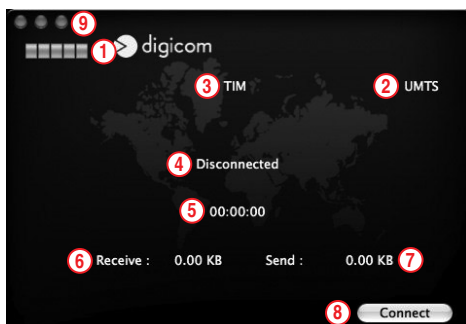 9
1 digicom
3 TIM 2 UMTS
4 Disconnected
5 00:00:00
6 Receive : 0.00 KB Send : 0.00 KB 7
8 Connect